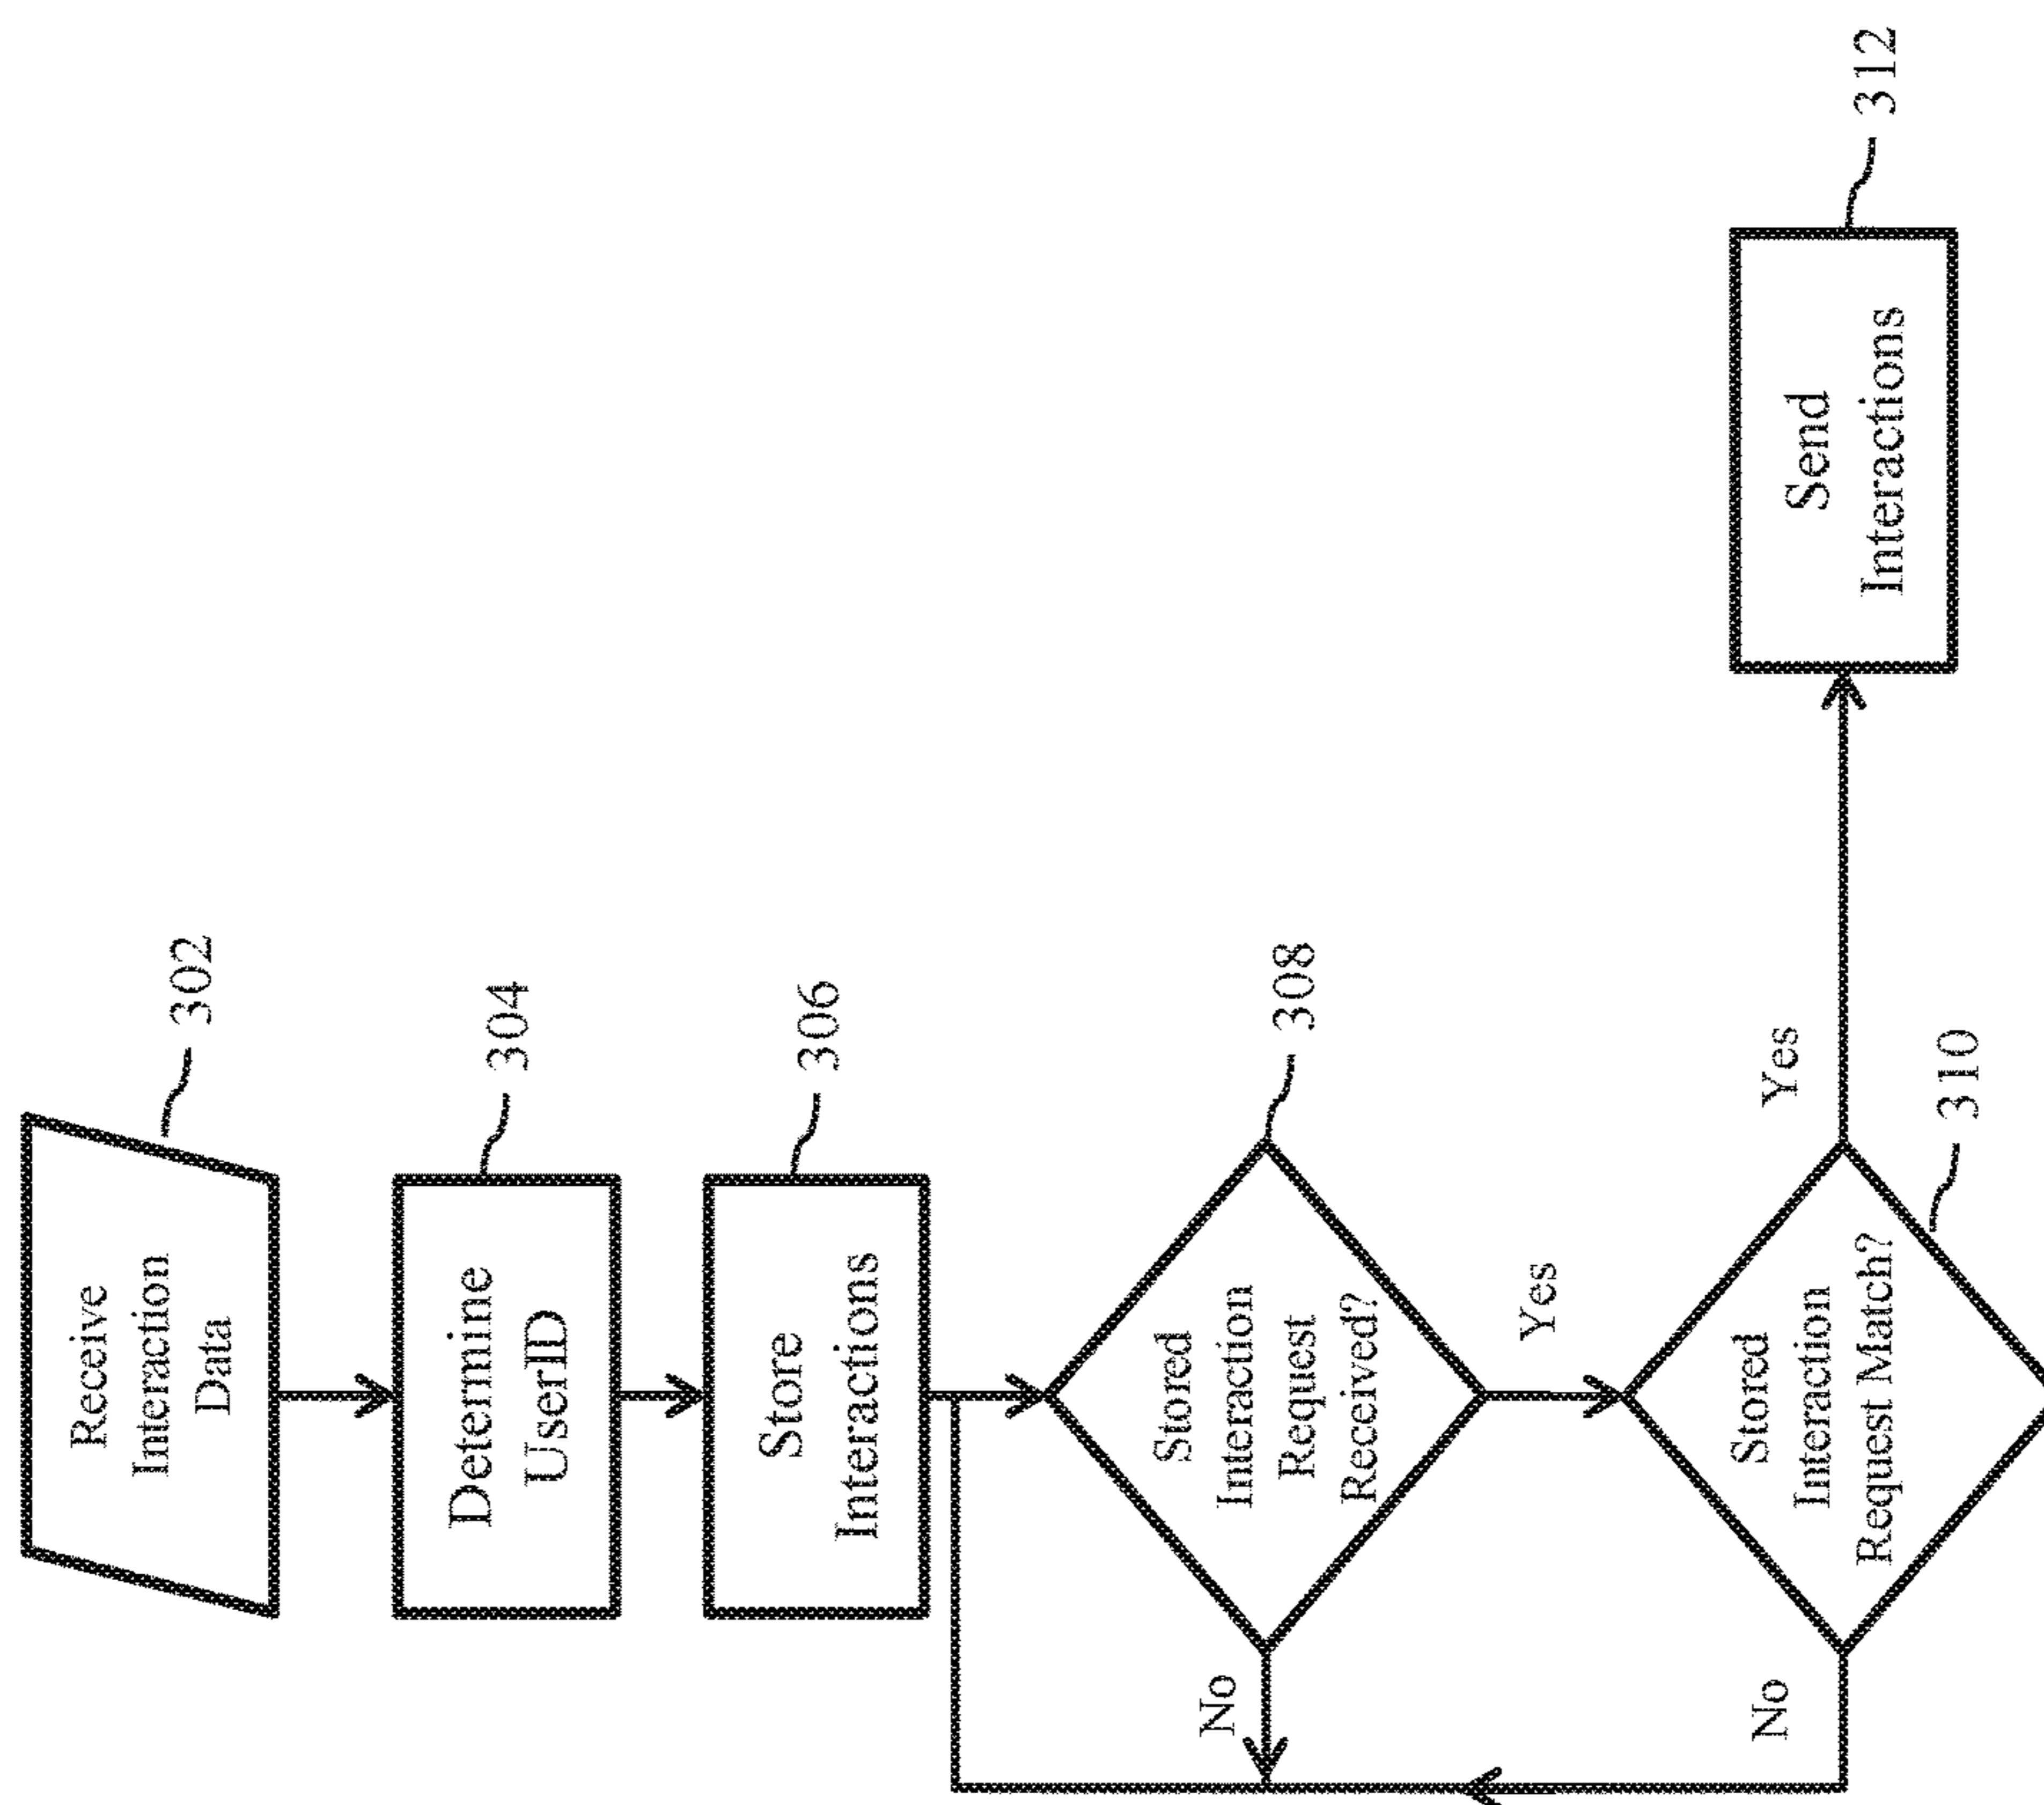 Receive
Interaction
Data
302
Determine
UserID
304
Store
Interactions
306
Stored
Interaction
Request
Received?
308
No
Yes
Stored
Interaction
Request Match?
310
No
Yes
Send
Interactions
312